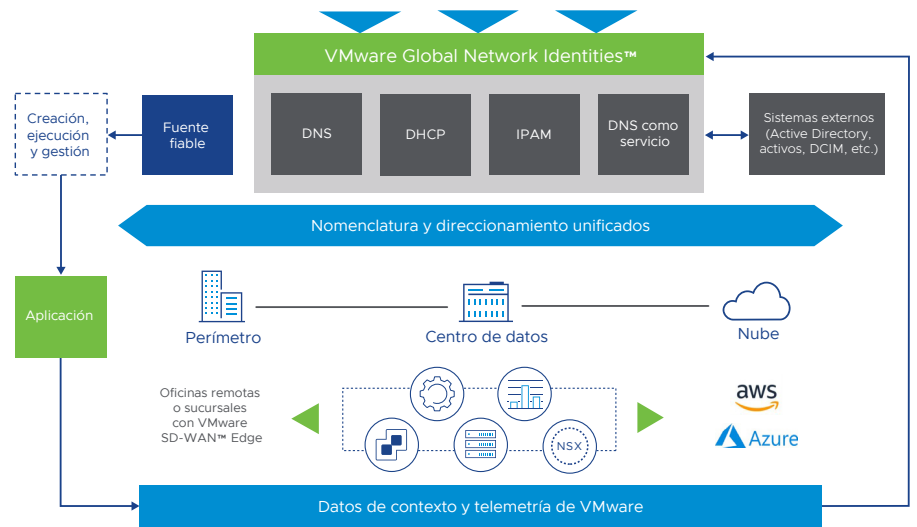 VMware Global Network Identities™
Creación,
ejecución
y gestión
Fuente
fiable
DNS
DHCP
IPAM
DNS como
servicio
Sistemas externos
(Active Directory,
activos, DCIM, etc.)
Nomenclatura y direccionamiento unificados
Aplicación
Perímetro
Centro de datos
Nube
Oficinas remotas
o sucursales
con VMware
SD-WAN™ Edge
NSX
aws
Azure
Datos de contexto y telemetría de VMware